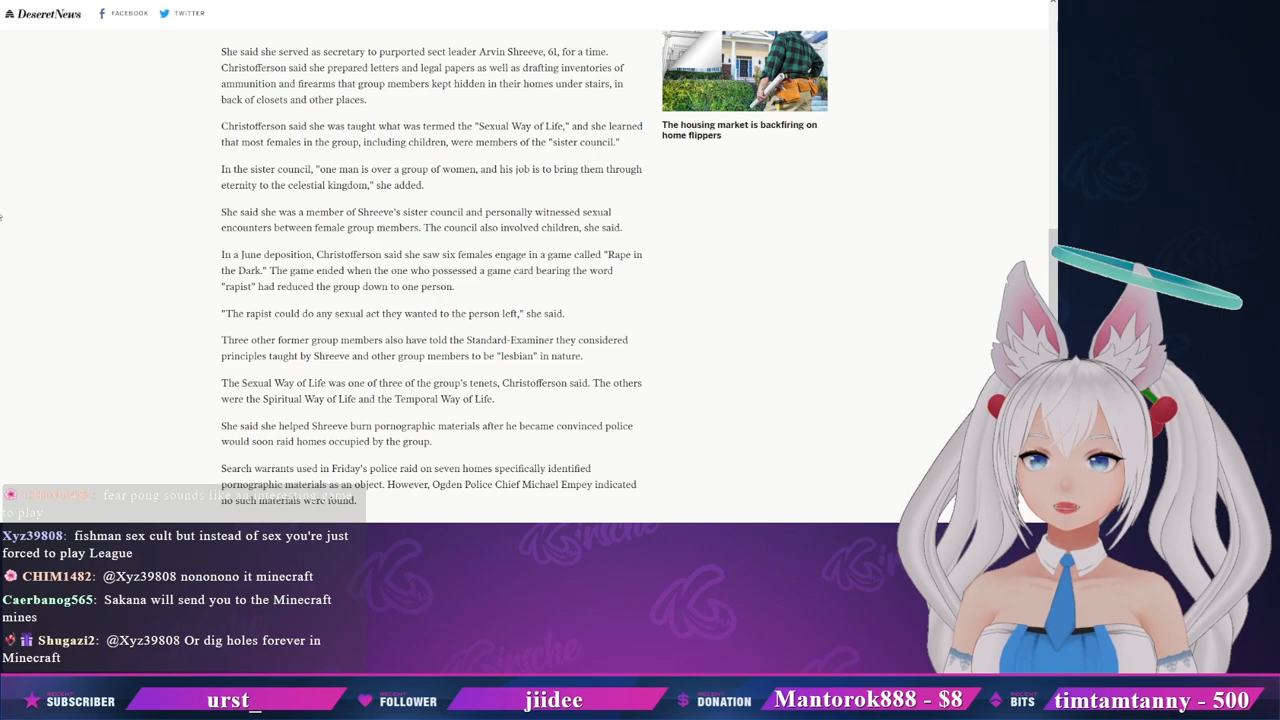 DeseretNews
FACEBOOK
TWITTER
She said she served as secretary to purported sect leader Arvin Shreeve, 61, for a time.
Christofferson said she prepared letters and legal papers as well as drafting inventories of
ammunition and firearms that group members kept hidden in their homes under stairs, in
back of closets and other places.
Christofferson said she was taught what was termed the "Sexual Way of Life," and she learned
that most females in the group, including children, were members of the "sister council."
In the sister council, "one man is over a group of women, and his job is to bring them through
eternity to the celestial kingdom," she added.
She said she was a member of Shreeve's sister council and personally witnessed sexual
encounters between female group members. The council also involved children, she said.
In a June deposition, Christofferson said she saw six females engage in a game called "Rape in
the Dark." The game ended when the one who possessed a game card bearing the word
"rapist" had reduced the group down to one person.
"The rapist could do any sexual act they wanted to the person left," she said.
Three other former group members also have told the Standard-Examiner they considered
principles taught by Shreeve and other group members to be "lesbian" in nature.
The Sexual Way of Life was one of three of the group's tenets, Christofferson said. The others
were the Spiritual Way of Life and the Temporal Way of Life.
She said she helped Shreeve burn pornographic materials after he became convinced police
would soon raid homes occupied by the group.
Search warrants used in Friday's police raid on seven homes specifically identified
pornographic materials as an object. However, Ogden Police Chief Michael Empey indicated
no such materials were found.
The housing market is backfiring on
home flippers
CHIM1482: fear pong sounds like an interesting game
to play
Xyz39808: fishman sex cult but instead of sex you're just
forced to play League
CHIM1482: @Xyz39808 nonononono it minecraft
Caerbanog565: Sakana will send you to the Minecraft
mines
Shugazi2: @Xyz39808 Or dig holes forever in
Minecraft
RECENT
SUBSCRIBER
urst_
RECENT
FOLLOWER
jiidee
RECENT
DONATION
Mantorok888 - $8
RECENT
BITS
timtamtanny - 500